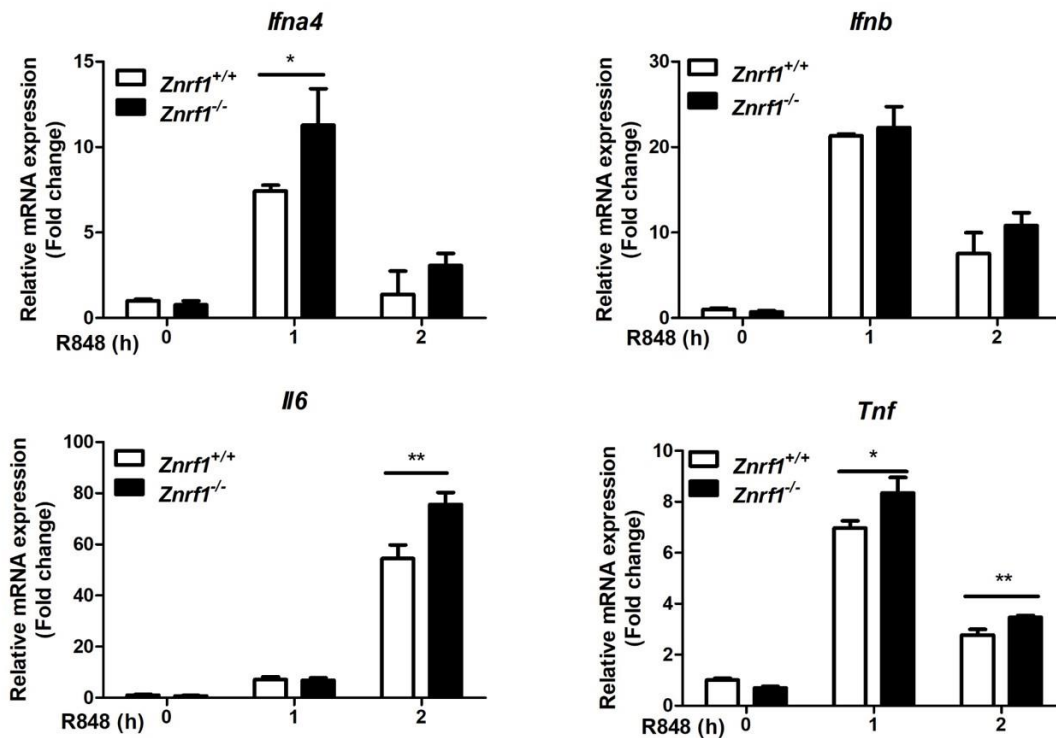 Ifna4
Relative mRNA expression
(Fold change)
15
10
5
0
Znrf1+/+
Znrf1-/-
*
R848 (h)
0
1
2
Ifnb
Relative mRNA expression
(Fold change)
30
20
10
0
Znrf1+/+
Znrf1-/-
R848 (h)
0
1
2
Il6
Relative mRNA expression
(Fold change)
100
80
60
40
20
0
Znrf1+/+
Znrf1-/-
**
R848 (h)
0
1
2
Tnf
Relative mRNA expression
(Fold change)
10
8
6
4
2
0
Znrf1+/+
Znrf1-/-
*
**
R848 (h)
0
1
2